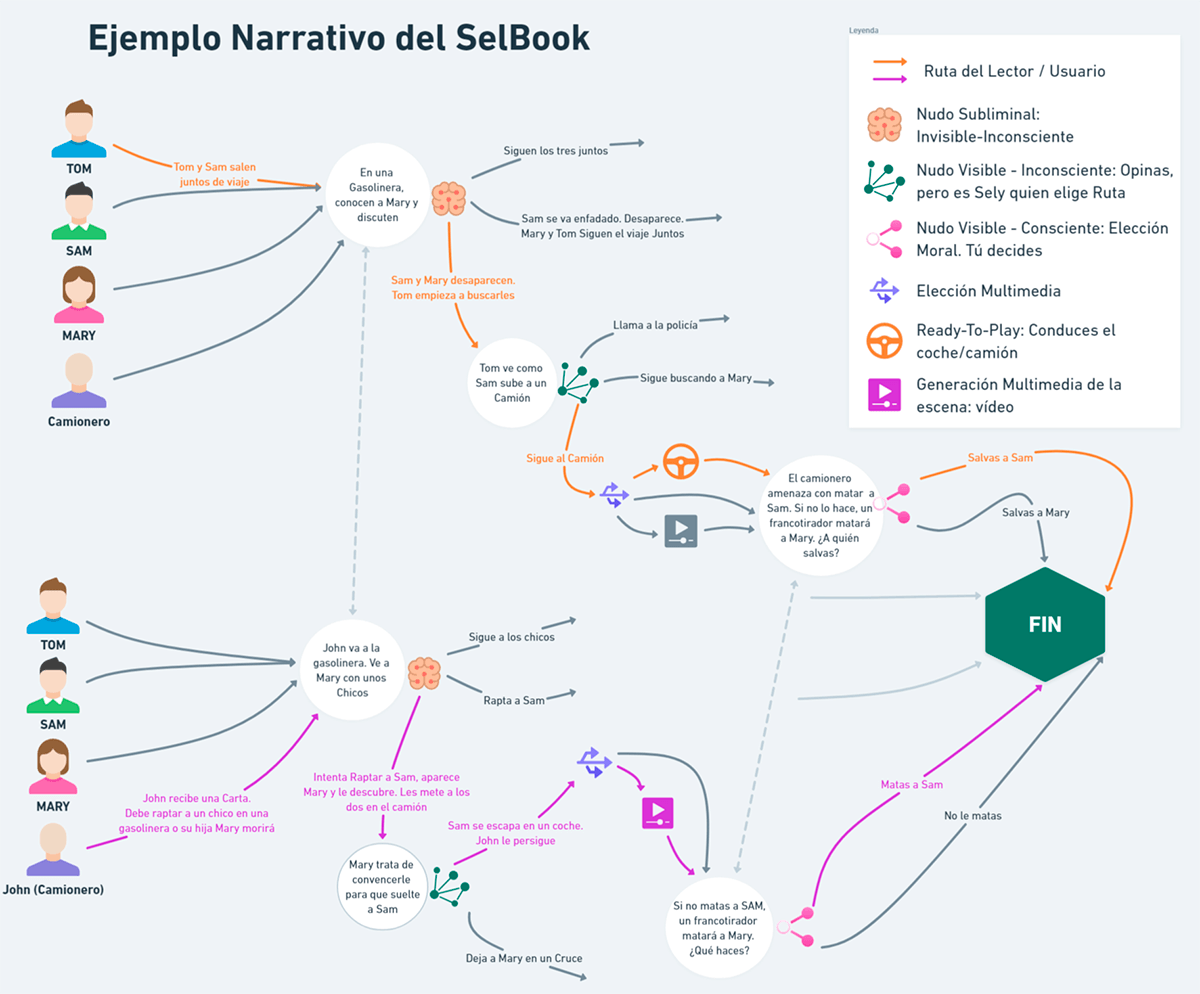 Ejemplo Narrativo del SelBook
Leyenda
Ruta del Lector / Usuario
Nudo Subliminal:
Invisible-Inconsciente
Nudo Visible - Inconsciente: Opinas,
pero es Sely quien elige Ruta
Nudo Visible - Consciente: Elección
Moral. Tú decides
Elección Multimedia
Ready-To-Play: Conduces el
coche/camión
Generación Multimedia de la
escena: vídeo
TOM
SAM
MARY
Camionero
Tom y Sam salen
juntos de viaje
En una
Gasolinera,
conocen a Mary y
discuten
Siguen los tres juntos
Sam se va enfadado. Desaparece.
Mary y Tom Siguen el viaje Juntos
Sam y Mary desaparecen.
Tom empieza a buscarles
Tom ve como
Sam sube a un
Camión
Llama a la policía
Sigue buscando a Mary
Sigue al Camión
El camionero
amenaza con matar a
Sam. Si no lo hace, un
francotirador matará
a Mary. ¿A quién
salvas?
Salvas a Sam
Salvas a Mary
FIN
TOM
SAM
MARY
John (Camionero)
John recibe una Carta.
Debe raptar a un chico en una
gasolinera o su hija Mary morirá
John va a la
gasolinera. Ve a
Mary con unos
Chicos
Sigue a los chicos
Rapta a Sam
Intenta Raptar a Sam, aparece
Mary y le descubre. Les mete a los
dos en el camión
Mary trata de
convencerle
para que suelte
a Sam
Sam se escapa en un coche.
John le persigue
Deja a Mary en un Cruce
Si no matas a SAM,
un francotirador
matará a Mary.
¿Qué haces?
Matas a Sam
No le matas